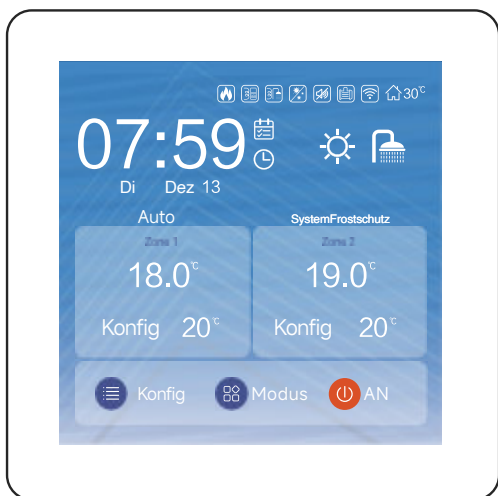 30℃
07:59
Di Dez 13
Auto SystemFrostschutz
Zone 1 Zone 2
18.0℃ 19.0℃
Konfig 20℃ Konfig 20℃
Konfig Modus AN